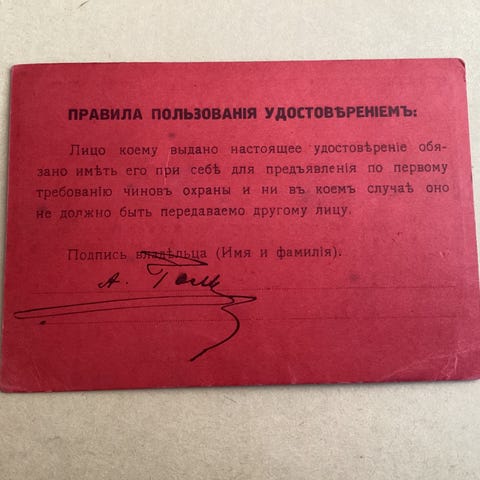 ПРАВИЛА ПОЛЬЗОВАНІЯ УДОСТОВѢРЕНІЕМЪ:
Лицо коему выдано настоящее удостовѣреніе обя-
зано имѣть его при себѣ для предъявленія по первому
требованію чиновъ охраны и ни въ коемъ случаѣ оно
не должно быть передаваемо другому лицу.
Подпись владѣльца (Имя и фамилія).
А.